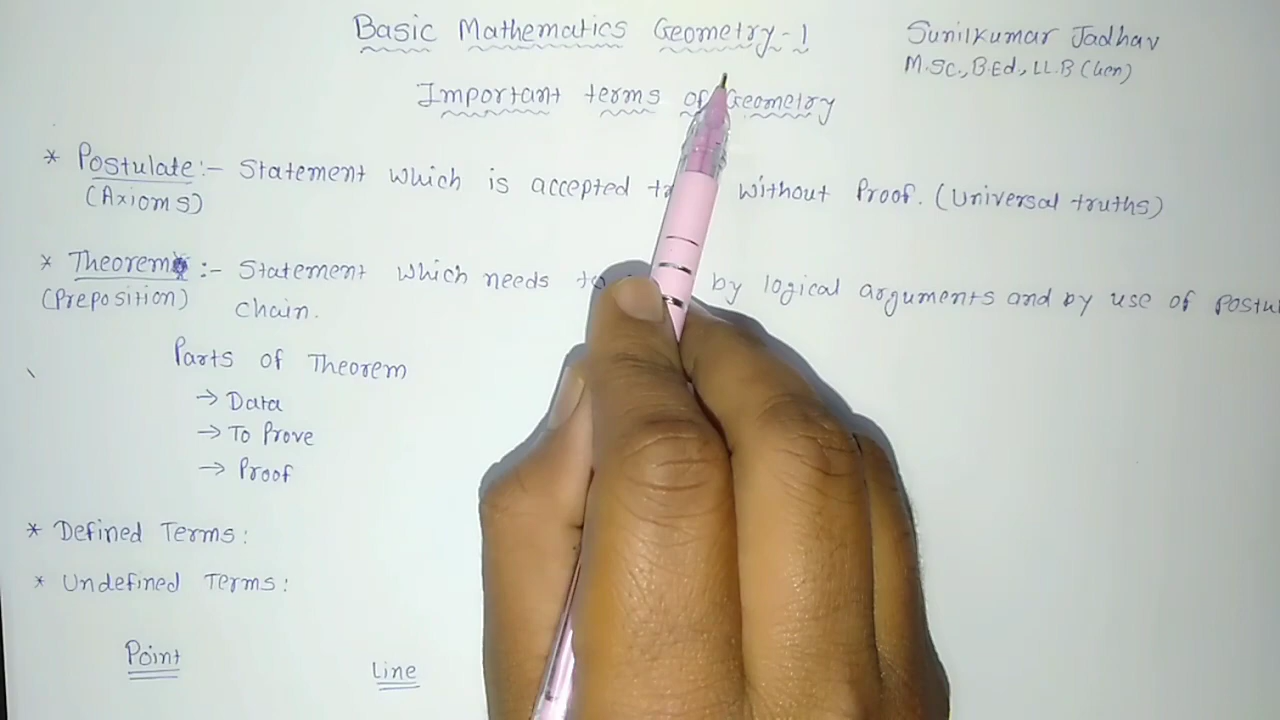 Basic Mathematics Geometry-1
Sunilkumar Jadhav
M.Sc., B.Ed., LL.B (Gen)
Important terms of Geometry
* Postulate:- Statement which is accepted without Proof. (Universal truths)
(Axioms)
* Theorem :- Statement which needs to by logical arguments and by use of
(Preposition) chain.
Parts of Theorem
→ Data
→ To Prove
→ Proof
* Defined Terms:
* Undefined Terms:
Point
Line